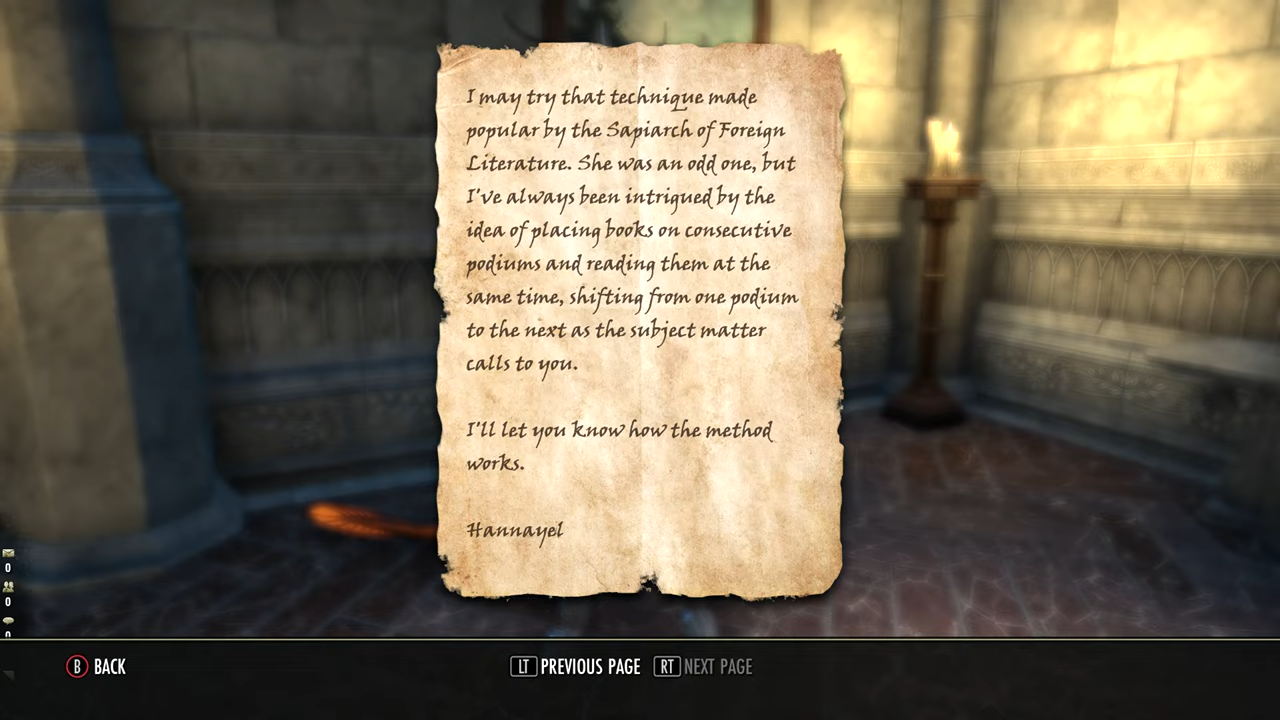 I may try that technique made
popular by the Sapiarch of Foreign
Literature. She was an odd one, but
I've always been intrigued by the
idea of placing books on consecutive
podiums and reading them at the
same time, shifting from one podium
to the next as the subject matter
calls to you.
I'll let you know how the method
works.
Hannayel
0
0
0
B BACK
LT PREVIOUS PAGE RT NEXT PAGE